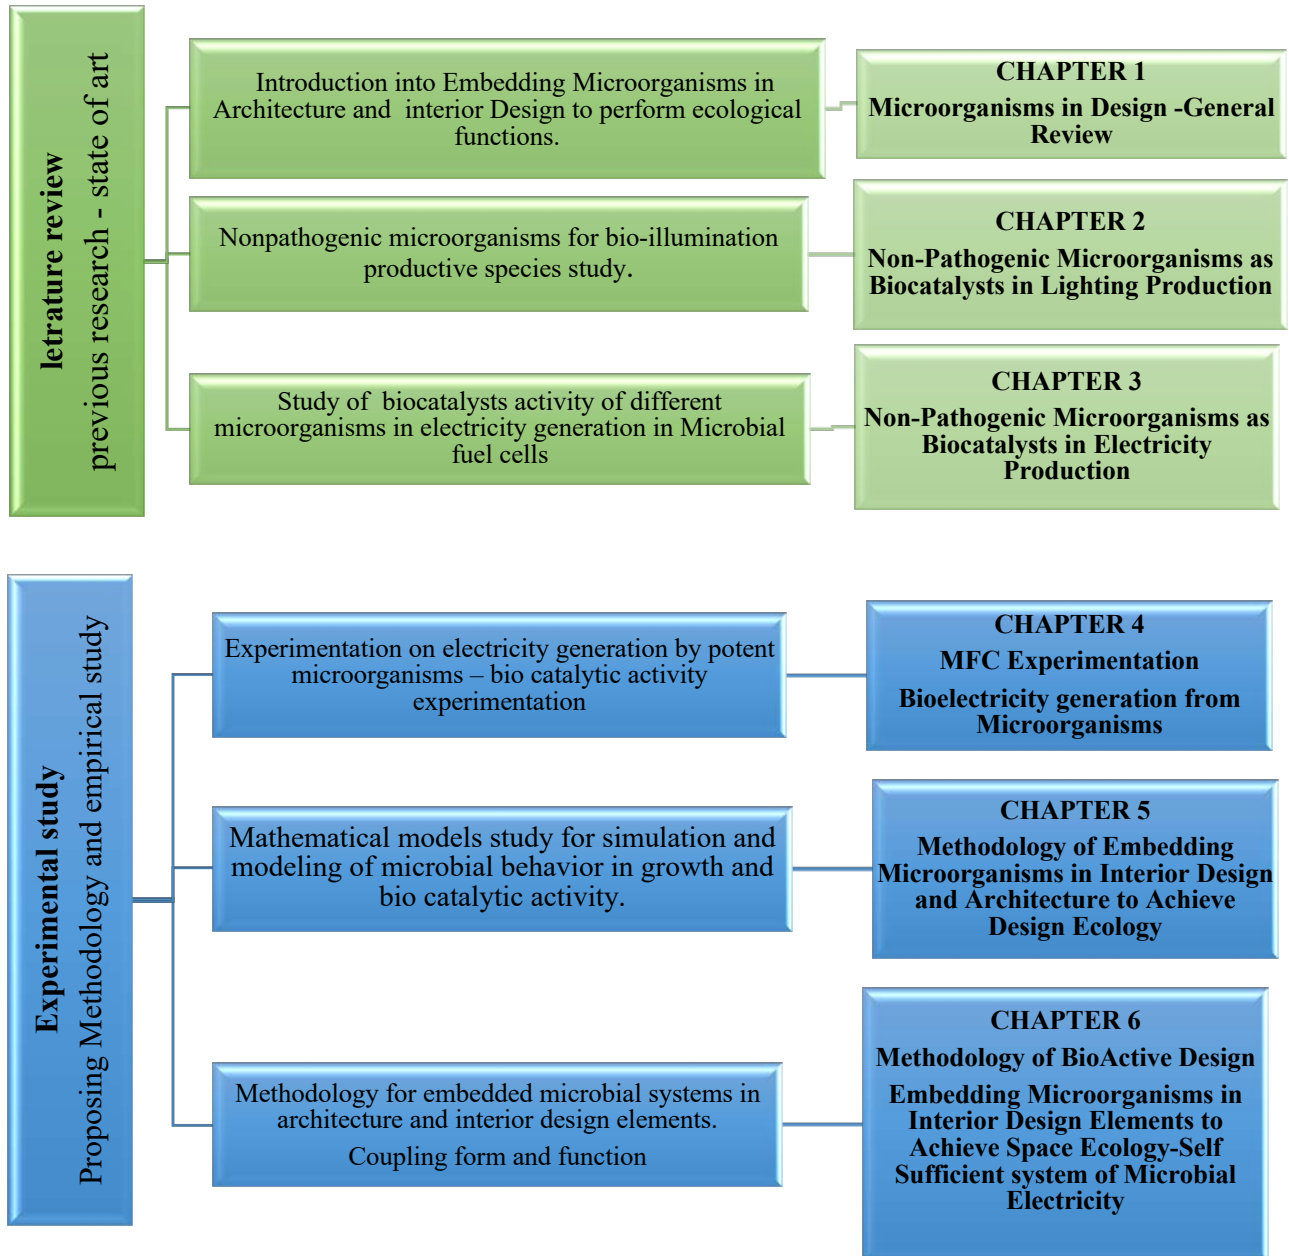 letrature review
previous research - state of art
Introduction into Embedding Microorganisms in
Architecture and interior Design to perform ecological
functions.
CHAPTER 1
Microorganisms in Design -General
Review
Nonpathogenic microorganisms for bio-illumination
productive species study.
CHAPTER 2
Non-Pathogenic Microorganisms as
Biocatalysts in Lighting Production
Study of biocatalysts activity of different
microorganisms in electricity generation in Microbial
fuel cells
CHAPTER 3
Non-Pathogenic Microorganisms as
Biocatalysts in Electricity
Production
Experimental study
Proposing Methodology and empirical study
Experimentation on electricity generation by potent
microorganisms – bio catalytic activity
experimentation
CHAPTER 4
MFC Experimentation
Bioelectricity generation from
Microorganisms
Mathematical models study for simulation and
modeling of microbial behavior in growth and
bio catalytic activity.
CHAPTER 5
Methodology of Embedding
Microorganisms in Interior Design
and Architecture to Achieve
Design Ecology
Methodology for embedded microbial systems in
architecture and interior design elements.
Coupling form and function
CHAPTER 6
Methodology of BioActive Design
Embedding Microorganisms in
Interior Design Elements to
Achieve Space Ecology-Self
Sufficient system of Microbial
Electricity